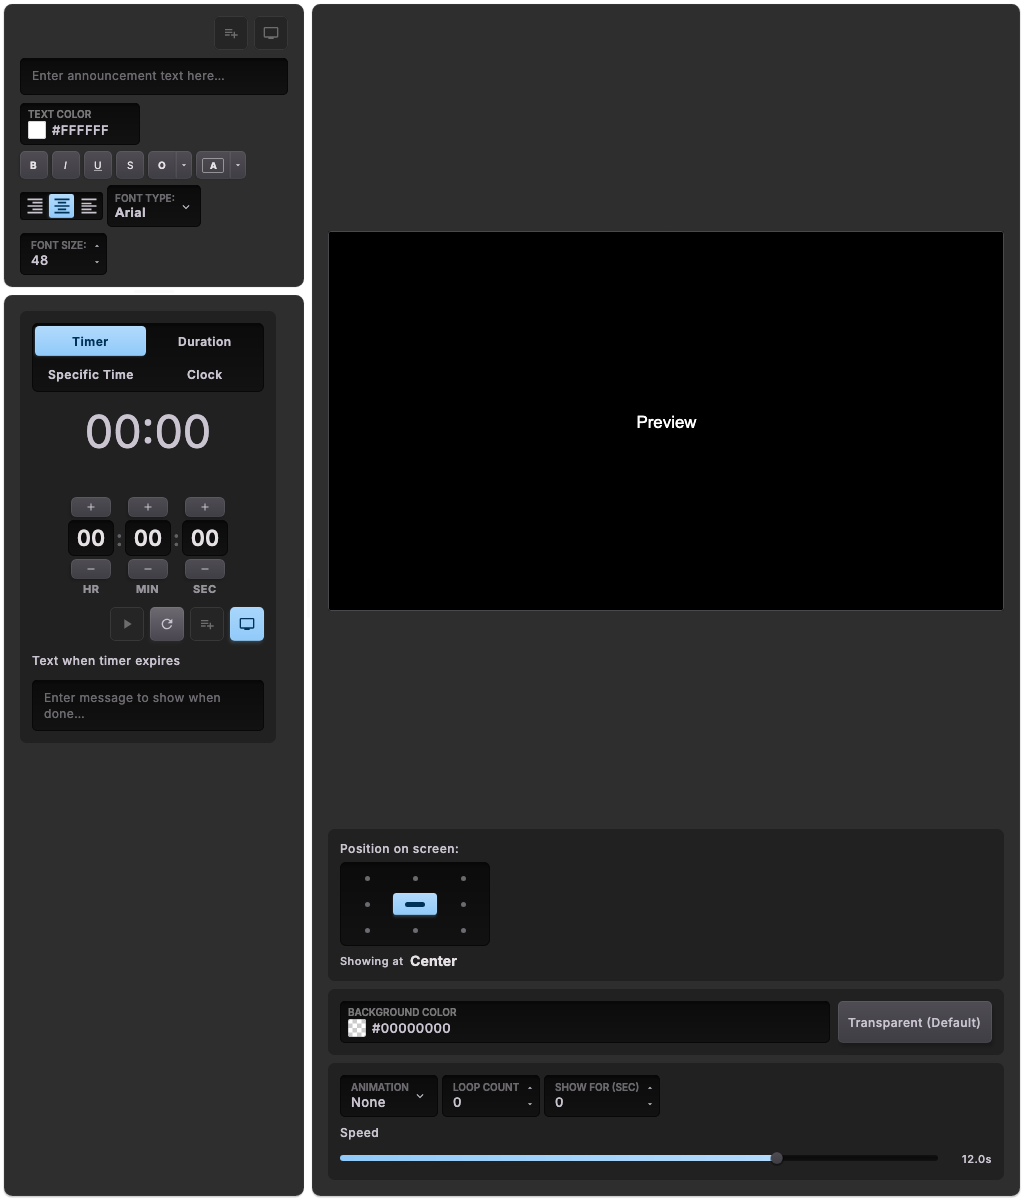 Enter announcement text here...
TEXT COLOR
#FFFFFF
B I U S O A
FONT TYPE:
Arial
FONT SIZE:
48
Timer Duration
Specific Time Clock
00:00
+ + +
00 : 00 : 00
− − −
HR MIN SEC
Text when timer expires
Enter message to show when
done...
Preview
Position on screen:
Showing at Center
BACKGROUND COLOR
#00000000
Transparent (Default)
ANIMATION LOOP COUNT SHOW FOR (SEC)
None 0 0
Speed
12.0s